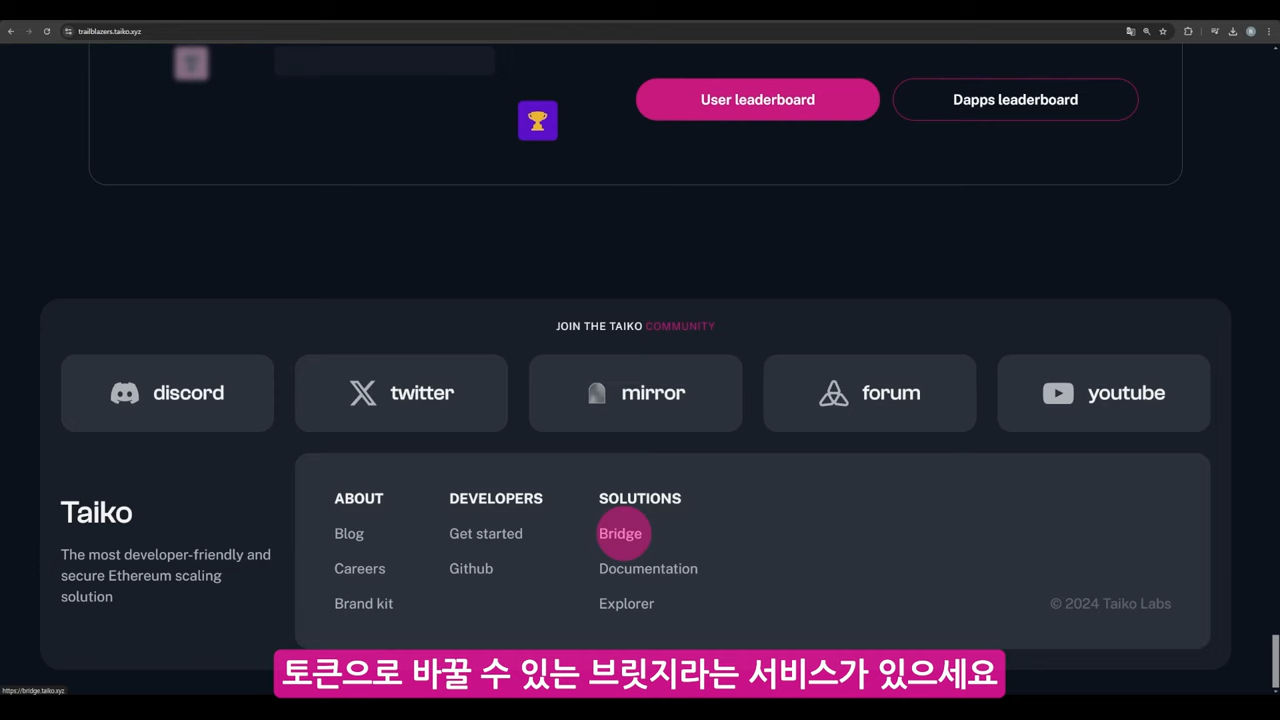 trailblazers.taiko.xyz
User leaderboard
Dapps leaderboard
JOIN THE TAIKO COMMUNITY
discord
twitter
mirror
forum
youtube
Taiko
The most developer-friendly and
secure Ethereum scaling
solution
ABOUT
Blog
Careers
Brand kit
DEVELOPERS
Get started
Github
SOLUTIONS
Bridge
Documentation
Explorer
© 2024 Taiko Labs
토큰으로 바꿀 수 있는 브릿지라는 서비스가 있으세요
https://bridge.taiko.xyz